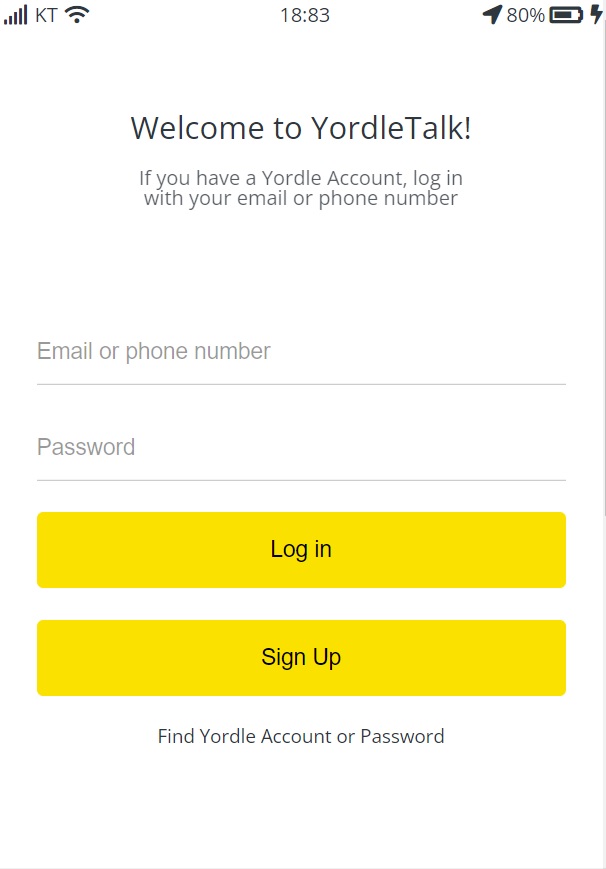 KT 18:83 80%
Welcome to YordleTalk!
If you have a Yordle Account, log in
with your email or phone number
Email or phone number
Password
Log in
Sign Up
Find Yordle Account or Password